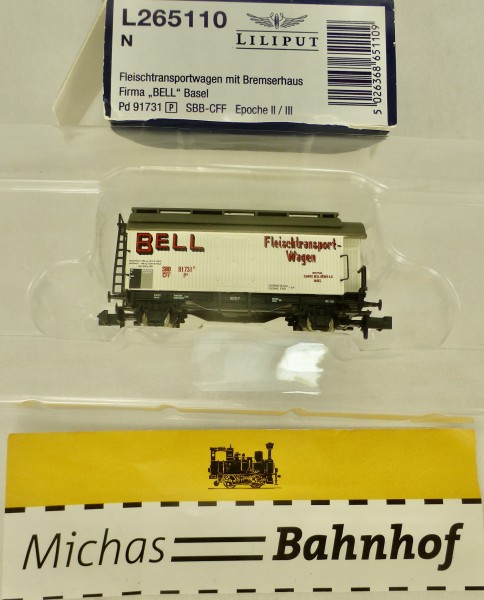 L265110
N
LILIPUT
Fleischtransportwagen mit Bremserhaus
Firma „BELL“ Basel
Pd 91731 P SBB-CFF Epoche II / III
5 026368 651109
BELL
Fleischtransport-
Wagen
SBB 91731
CFF P
Michas Bahnhof